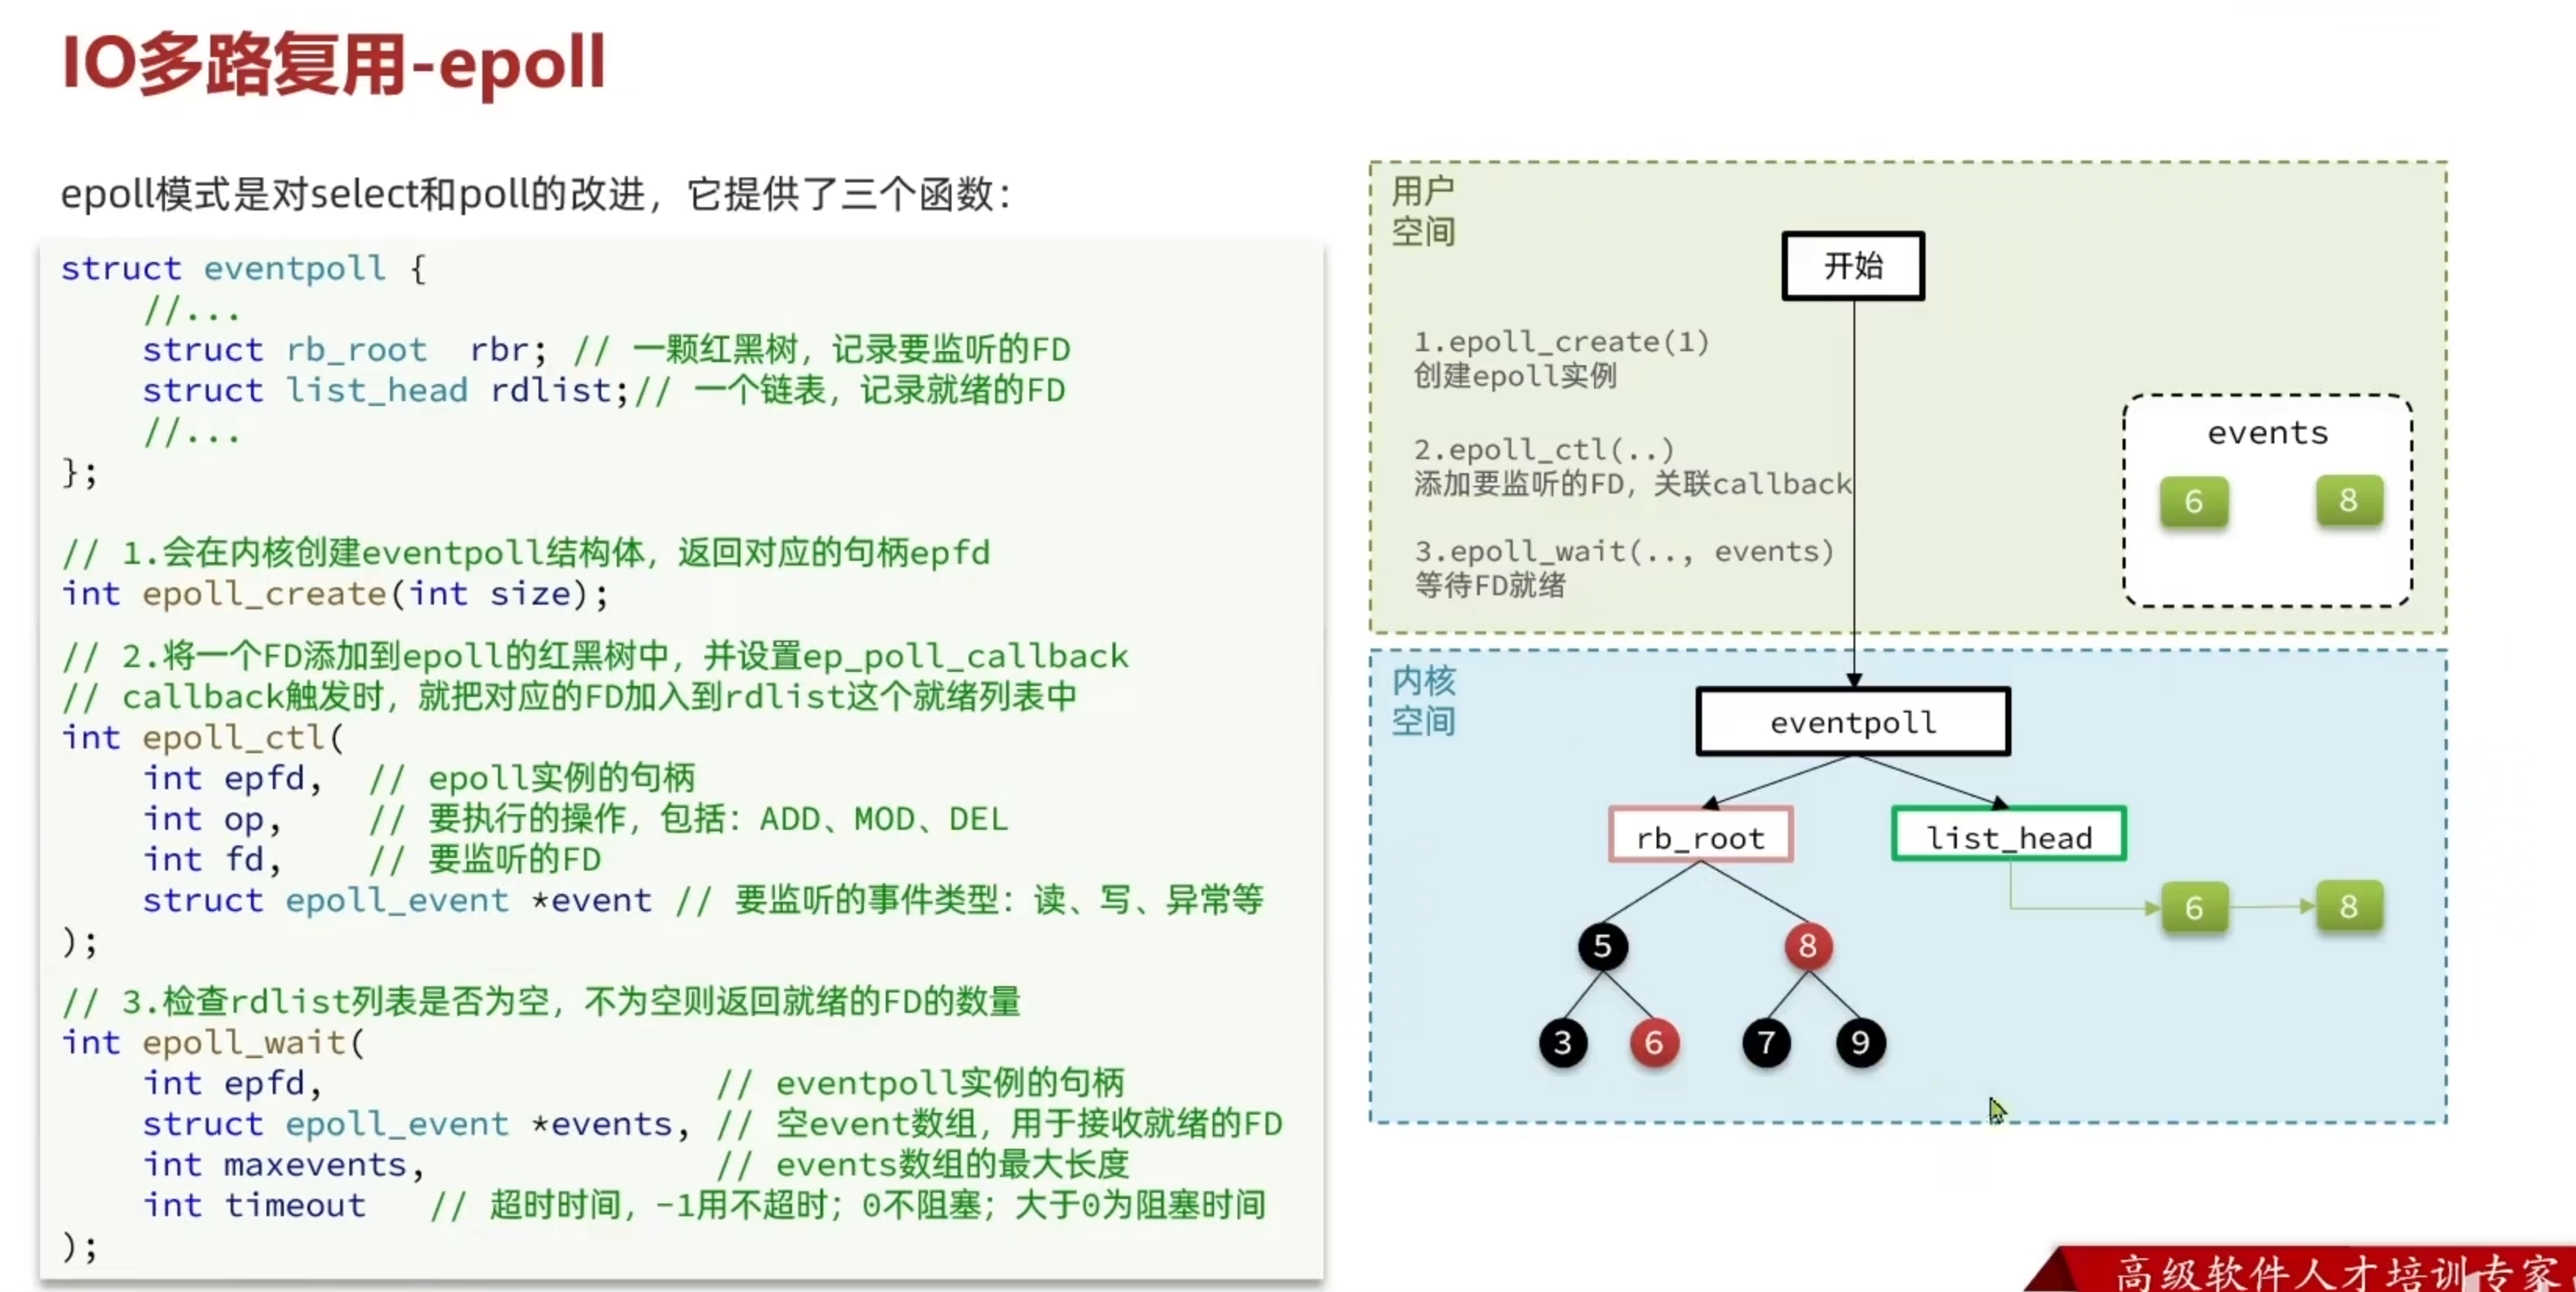 IO多路复用-epoll
epoll模式是对select和poll的改进，它提供了三个函数：
struct eventpoll {
//...
struct rb_root  rbr; // 一颗红黑树，记录要监听的FD
struct list_head rdlist;// 一个链表，记录就绪的FD
//...
};
// 1.会在内核创建eventpoll结构体，返回对应的句柄epfd
int epoll_create(int size);
// 2.将一个FD添加到epoll的红黑树中，并设置ep_poll_callback
// callback触发时，就把对应的FD加入到rdlist这个就绪列表中
int epoll_ctl(
int epfd,  // epoll实例的句柄
int op,    // 要执行的操作，包括：ADD、MOD、DEL
int fd,    // 要监听的FD
struct epoll_event *event // 要监听的事件类型：读、写、异常等
);
// 3.检查rdlist列表是否为空，不为空则返回就绪的FD的数量
int epoll_wait(
int epfd,                   // eventpoll实例的句柄
struct epoll_event *events, // 空event数组，用于接收就绪的FD
int maxevents,              // events数组的最大长度
int timeout   // 超时时间，-1用不超时；0不阻塞；大于0为阻塞时间
);
用户
空间
开始
1.epoll_create(1)
创建epoll实例
2.epoll_ctl(..)
添加要监听的FD，关联callback
3.epoll_wait(.., events)
等待FD就绪
events
6 8
内核
空间
eventpoll
rb_root list_head
6 8
5 8
3 6 7 9
高级软件人才培训专家